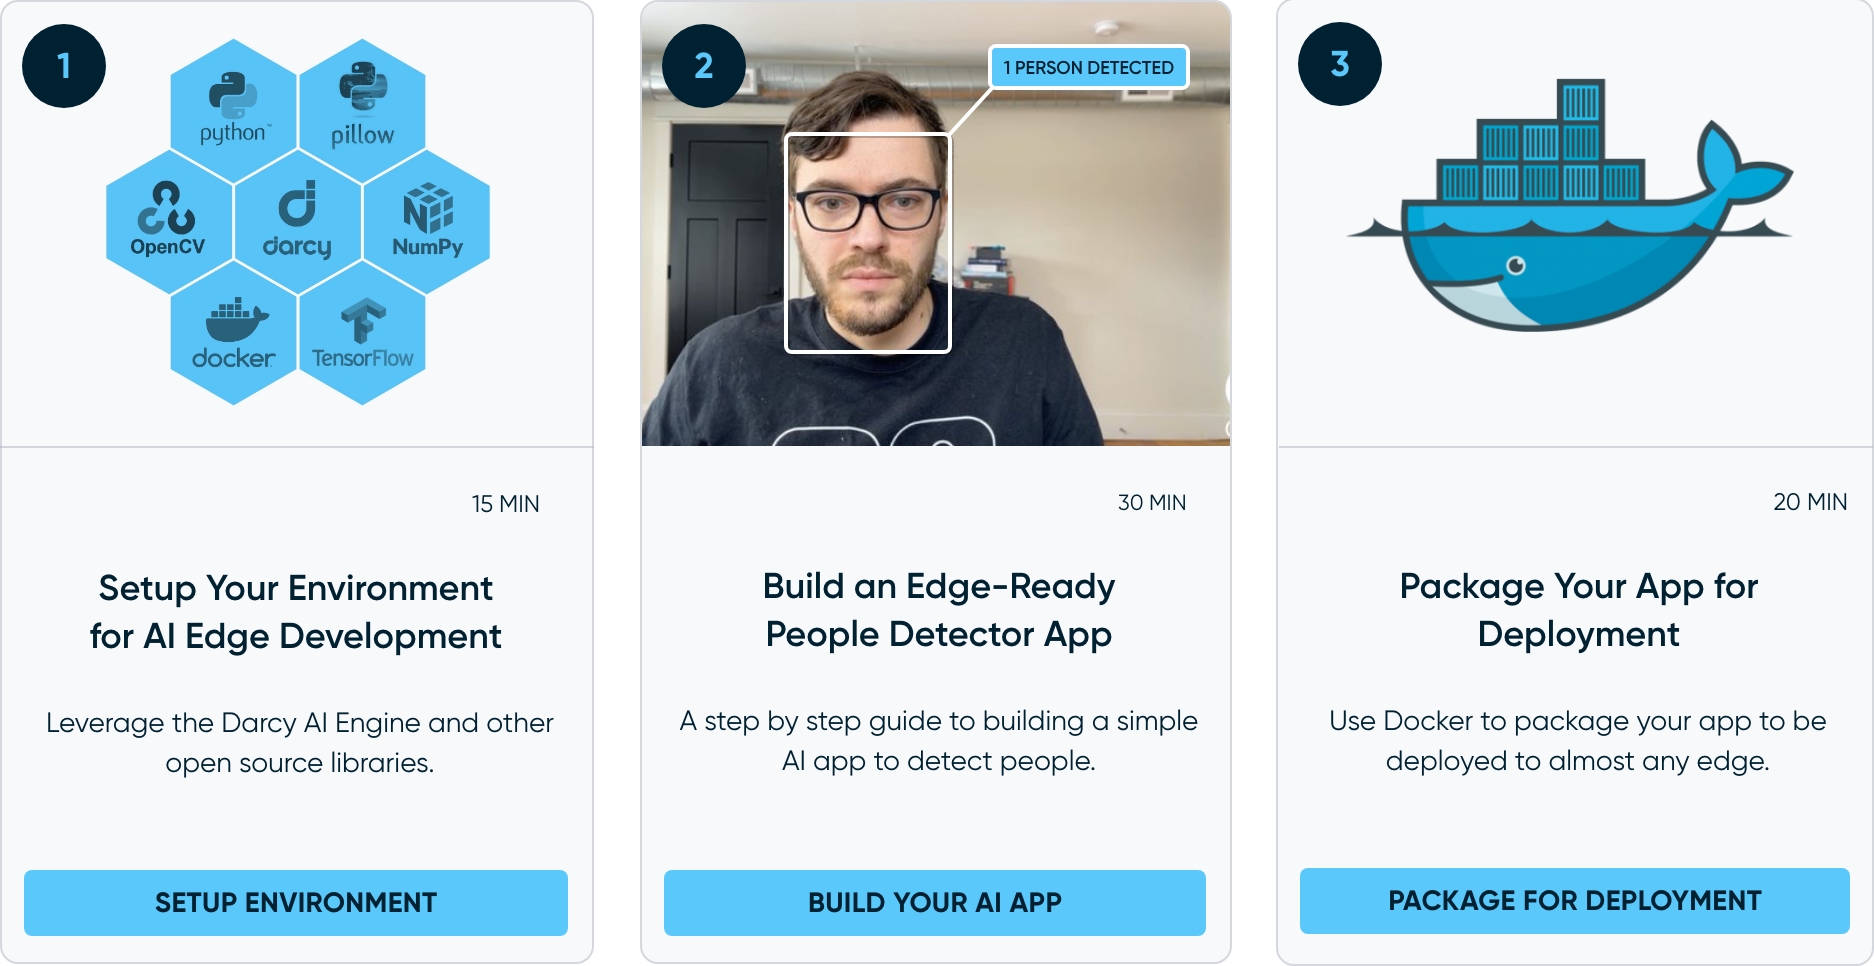 1
python™
pillow
OpenCV
darcy
NumPy
docker
TensorFlow
15 MIN
Setup Your Environment
for AI Edge Development
Leverage the Darcy AI Engine and other
open source libraries.
SETUP ENVIRONMENT
2
1 PERSON DETECTED
30 MIN
Build an Edge-Ready
People Detector App
A step by step guide to building a simple
AI app to detect people.
BUILD YOUR AI APP
3
20 MIN
Package Your App for
Deployment
Use Docker to package your app to be
deployed to almost any edge.
PACKAGE FOR DEPLOYMENT